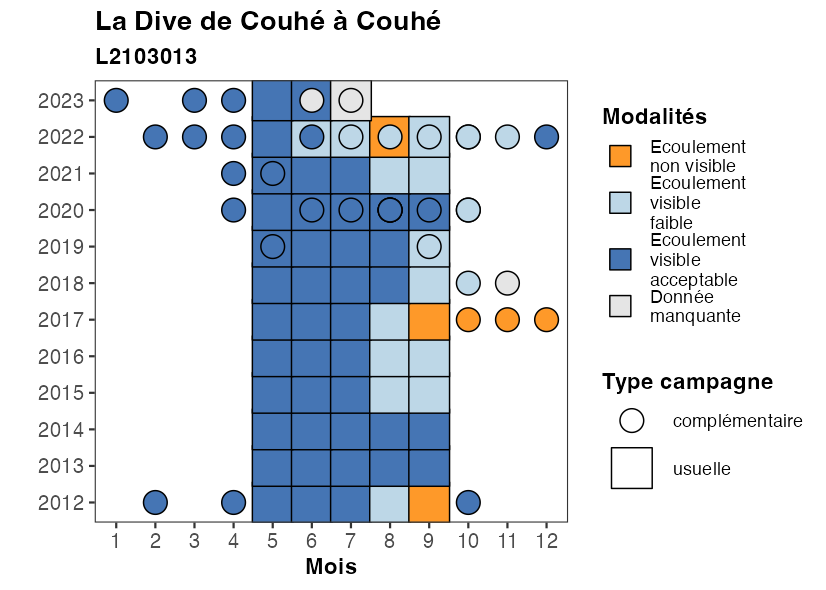 La Dive de Couhé à Couhé
L2103013
2023
2022
2021
2020
2019
2018
2017
2016
2015
2014
2013
2012
1 2 3 4 5 6 7 8 9 10 11 12
Mois
Modalités
Ecoulement
non visible
Ecoulement
visible
faible
Ecoulement
visible
acceptable
Donnée
manquante
Type campagne
complémentaire
usuelle